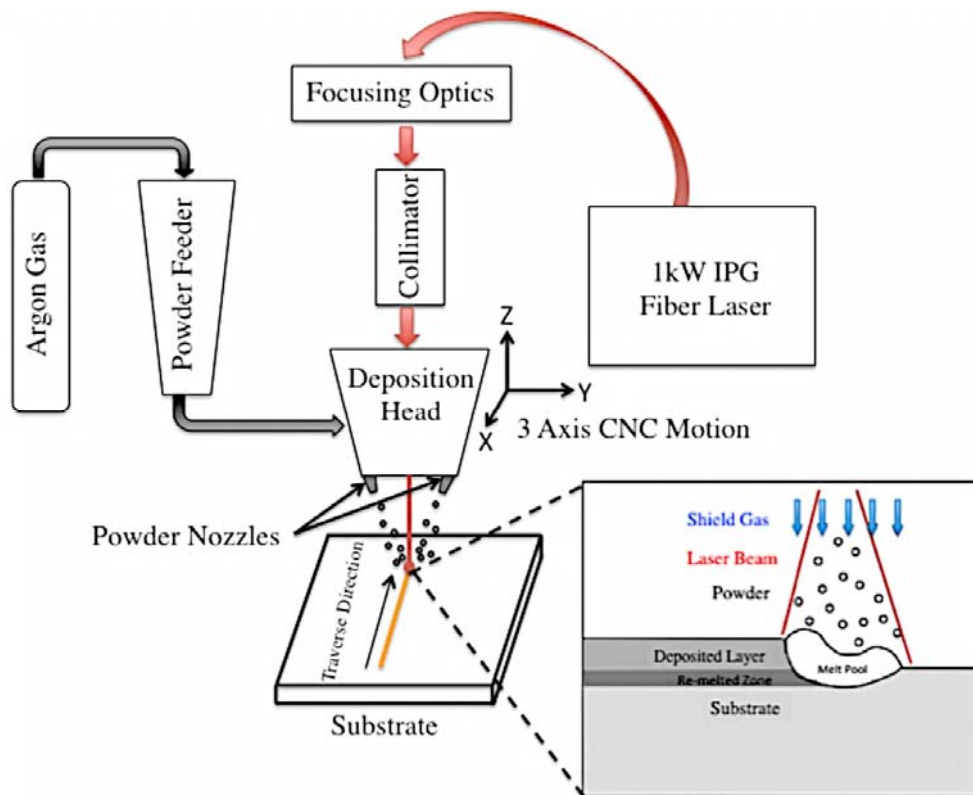 Focusing Optics
Argon Gas
Powder Feeder
Collimator
1kW IPG
Fiber Laser
Deposition
Head
Z
Y
X
3 Axis CNC Motion
Powder Nozzles
Traverse Direction
Substrate
Shield Gas
Laser Beam
Powder
Deposited Layer
Melt Pool
Re-melted Zone
Substrate